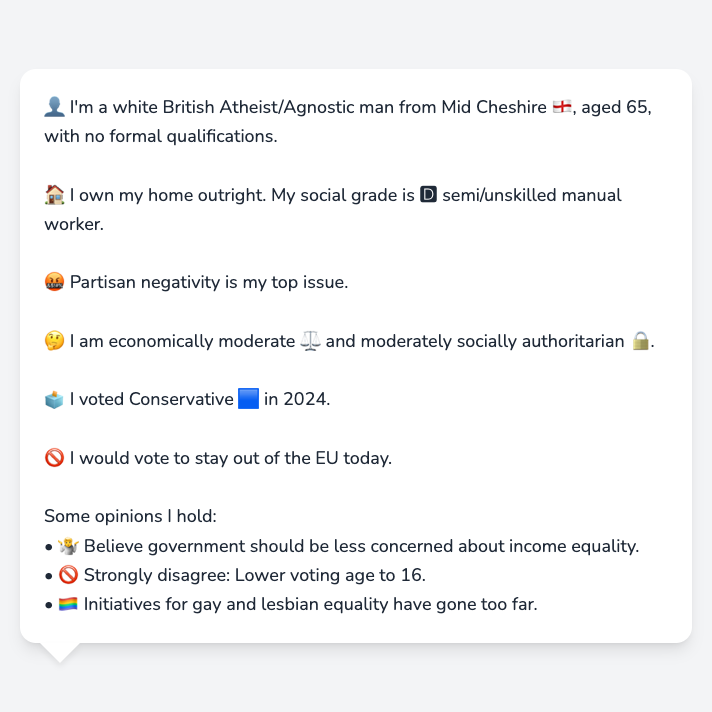 👤 I'm a white British Atheist/Agnostic man from Mid Cheshire 🏴󠁧󠁢󠁥󠁮󠁧󠁿, aged 65,
with no formal qualifications.
🏠 I own my home outright. My social grade is 🅳 semi/unskilled manual
worker.
🤬 Partisan negativity is my top issue.
🤔 I am economically moderate ⚖️ and moderately socially authoritarian 🔒.
🗳️ I voted Conservative 🟦 in 2024.
🚫 I would vote to stay out of the EU today.
Some opinions I hold:
• 🤷 Believe government should be less concerned about income equality.
• 🚫 Strongly disagree: Lower voting age to 16.
• 🏳️‍🌈 Initiatives for gay and lesbian equality have gone too far.